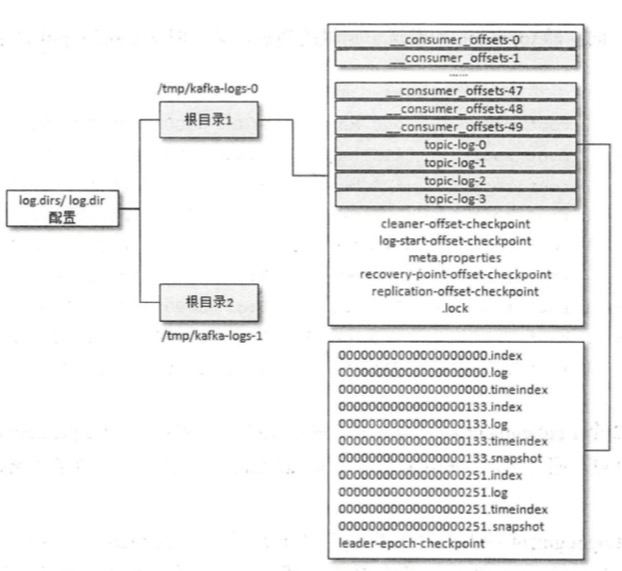 /tmp/kafka-logs-0
根目录1
log.dirs/ log.dir
配置
根目录2
/tmp/kafka-logs-1
__consumer_offsets-0
__consumer_offsets-1
......
__consumer_offsets-47
__consumer_offsets-48
__consumer_offsets-49
topic-log-0
topic-log-1
topic-log-2
topic-log-3
cleaner-offset-checkpoint
log-start-offset-checkpoint
meta.properties
recovery-point-offset-checkpoint
replication-offset-checkpoint
.lock
00000000000000000000.index
00000000000000000000.log
00000000000000000000.timeindex
00000000000000000133.index
00000000000000000133.log
00000000000000000133.timeindex
00000000000000000133.snapshot
00000000000000000251.index
00000000000000000251.log
00000000000000000251.timeindex
00000000000000000251.snapshot
leader-epoch-checkpoint